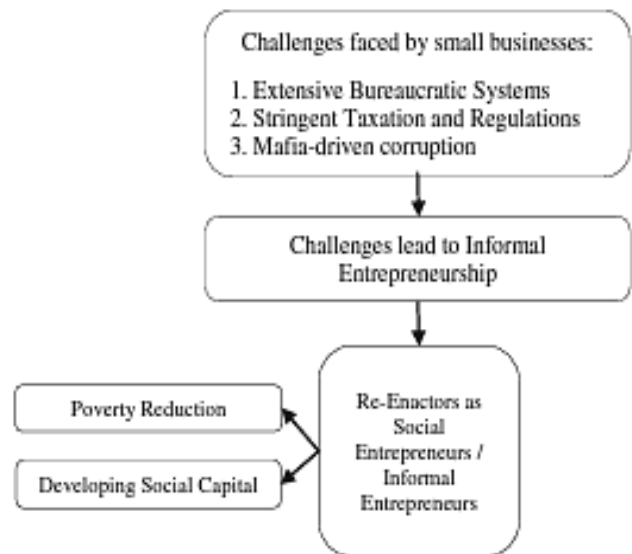 Challenges faced by small businesses:
1. Extensive Bureaucratic Systems
2. Stringent Taxation and Regulations
3. Mafia-driven corruption
Challenges lead to Informal
Entrepreneurship
Re-Enactors as
Social
Entrepreneurs /
Informal
Entrepreneurs
Poverty Reduction
Developing Social Capital